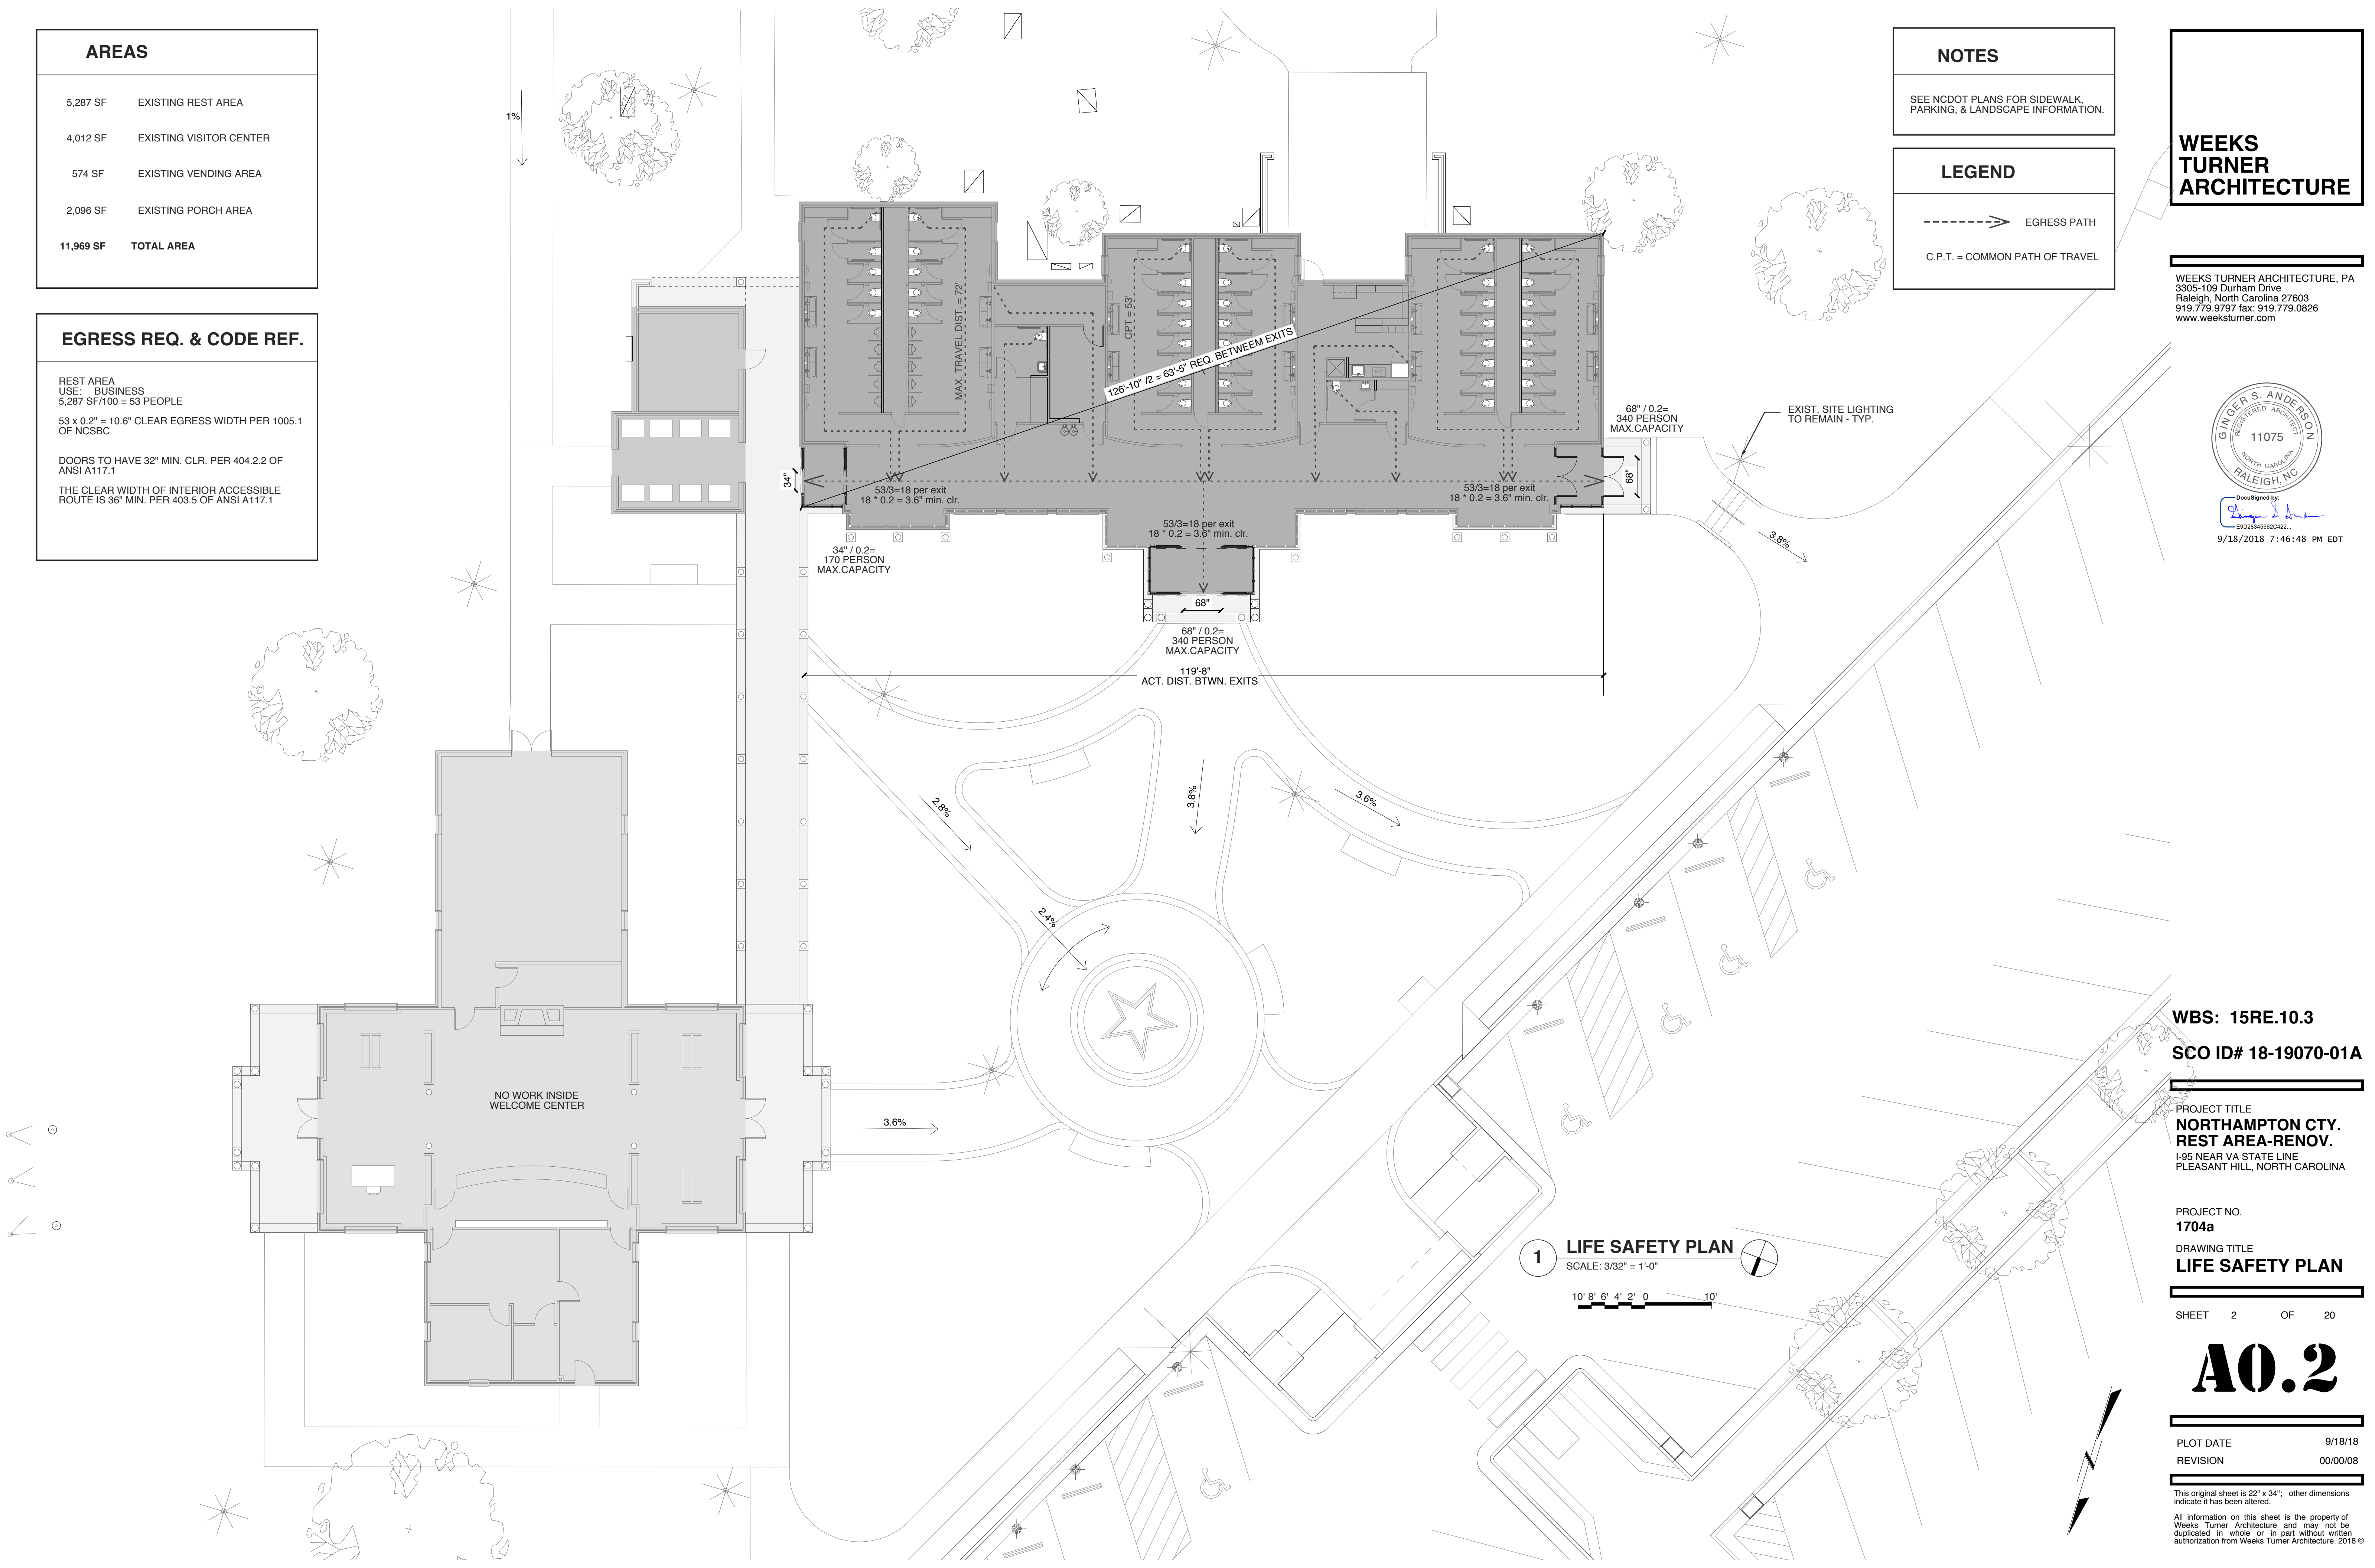 AREAS
5,287 SF EXISTING REST AREA
4,012 SF EXISTING VISITOR CENTER
574 SF EXISTING VENDING AREA
2,096 SF EXISTING PORCH AREA
11,969 SF TOTAL AREA
EGRESS REQ. & CODE REF.
REST AREA
USE: BUSINESS
5,287 SF/100 = 53 PEOPLE
53 x 0.2" = 10.6" CLEAR EGRESS WIDTH PER 1005.1
OF NCSBC
DOORS TO HAVE 32" MIN. CLR. PER 404.2.2 OF
ANSI A117.1
THE CLEAR WIDTH OF INTERIOR ACCESSIBLE
ROUTE IS 36" MIN. PER 403.5 OF ANSI A117.1
1%
MAX. TRAVEL DIST. = 72'
CPT = 53'
126'-10" /2 = 63'-5" REQ. BETWEEM EXITS
34"
53/3=18 per exit
18 * 0.2 = 3.6" min. clr.
53/3=18 per exit
18 * 0.2 = 3.6" min. clr.
53/3=18 per exit
18 * 0.2 = 3.6" min. clr.
68"
68" / 0.2=
340 PERSON
MAX.CAPACITY
34" / 0.2=
170 PERSON
MAX.CAPACITY
68"
68" / 0.2=
340 PERSON
MAX.CAPACITY
119'-8"
ACT. DIST. BTWN. EXITS
EXIST. SITE LIGHTING
TO REMAIN - TYP.
3.8%
2.8%
3.8%
3.6%
2.4%
3.6%
NO WORK INSIDE
WELCOME CENTER
1
LIFE SAFETY PLAN
SCALE: 3/32" = 1'-0"
10' 8' 6' 4' 2' 0 10'
NOTES
SEE NCDOT PLANS FOR SIDEWALK,
PARKING, & LANDSCAPE INFORMATION.
LEGEND
EGRESS PATH
C.P.T. = COMMON PATH OF TRAVEL
WEEKS
TURNER
ARCHITECTURE
WEEKS TURNER ARCHITECTURE, PA
3305-109 Durham Drive
Raleigh, North Carolina 27603
919.779.9797 fax: 919.779.0826
www.weeksturner.com
GINGER S. ANDERSON
REGISTERED ARCHITECT
11075
NORTH CAROLINA
RALEIGH, NC
DocuSigned by:
E9D28345662C422...
9/18/2018 7:46:48 PM EDT
WBS: 15RE.10.3
SCO ID# 18-19070-01A
PROJECT TITLE
NORTHAMPTON CTY.
REST AREA-RENOV.
I-95 NEAR VA STATE LINE
PLEASANT HILL, NORTH CAROLINA
PROJECT NO.
1704a
DRAWING TITLE
LIFE SAFETY PLAN
SHEET 2 OF 20
A0.2
PLOT DATE 9/18/18
REVISION 00/00/08
This original sheet is 22" x 34"; other dimensions
indicate it has been altered.
All information on this sheet is the property of
Weeks Turner Architecture and may not be
duplicated in whole or in part without written
authorization from Weeks Turner Architecture. 2018 ©